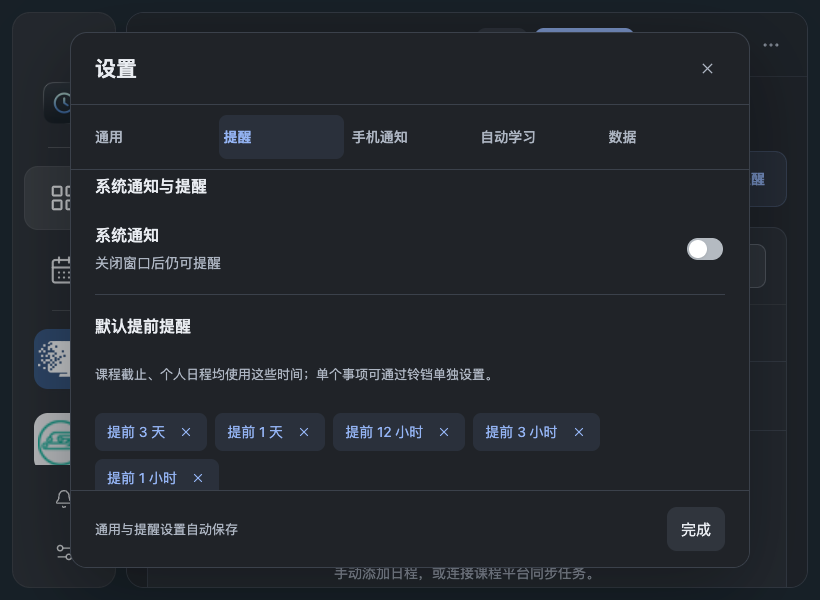 设置
通用
提醒
手机通知
自动学习
数据
醒
系统通知与提醒
系统通知
关闭窗口后仍可提醒
默认提前提醒
课程截止、个人日程均使用这些时间；单个事项可通过铃铛单独设置。
提前 3 天
提前 1 天
提前 12 小时
提前 3 小时
提前 1 小时
通用与提醒设置自动保存
完成
手动添加日程，或连接课程平台同步任务。